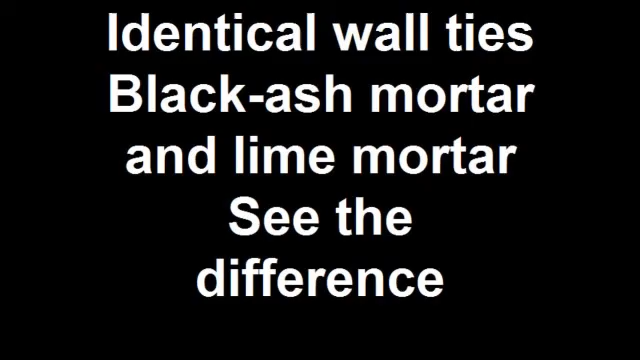 Identical wall ties
Black-ash mortar
and lime mortar
See the
difference